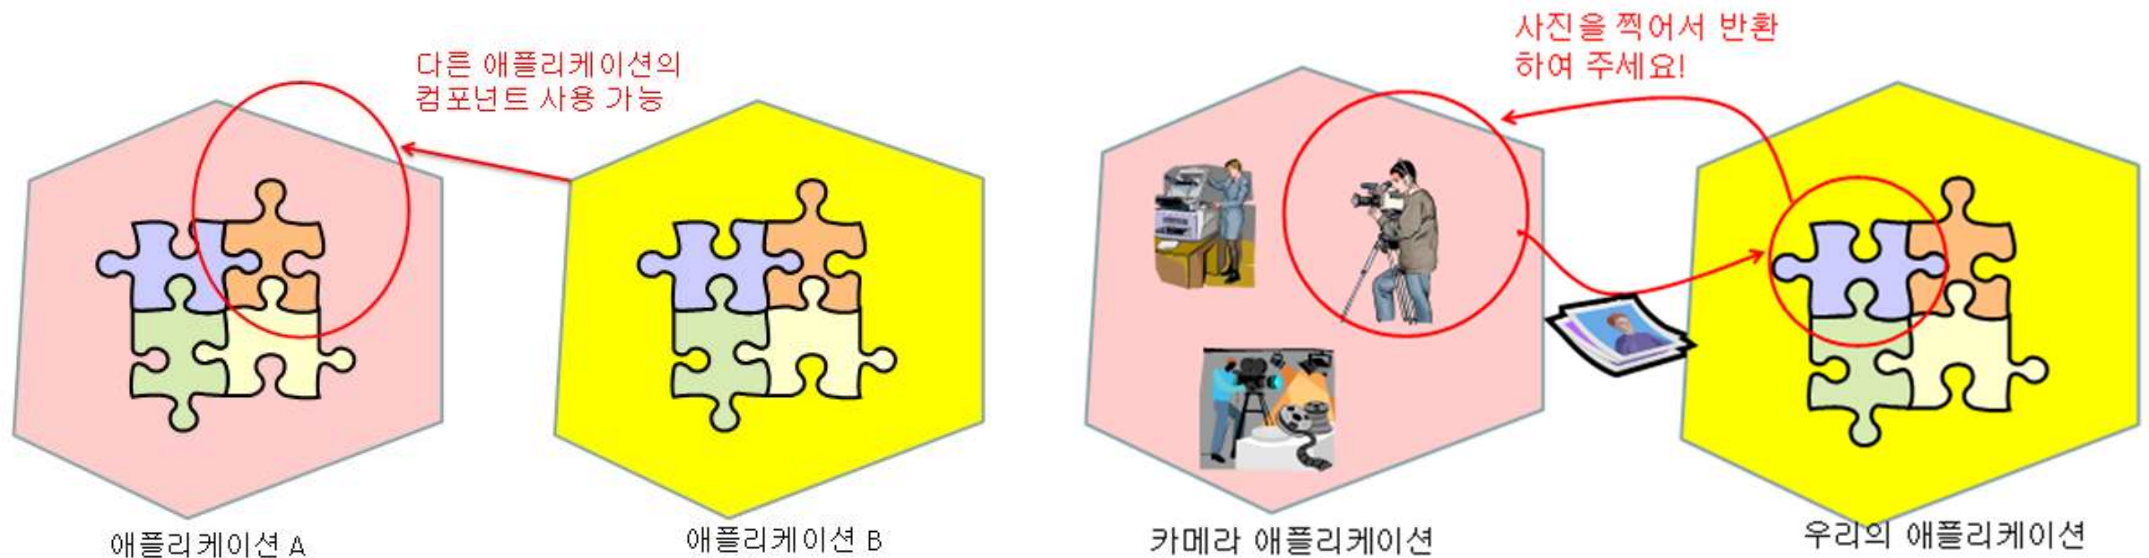 다른 애플리케이션의
컴포넌트 사용 가능
애플리케이션 A
애플리케이션 B
사진을 찍어서 반환
하여 주세요!
카메라 애플리케이션
우리의 애플리케이션